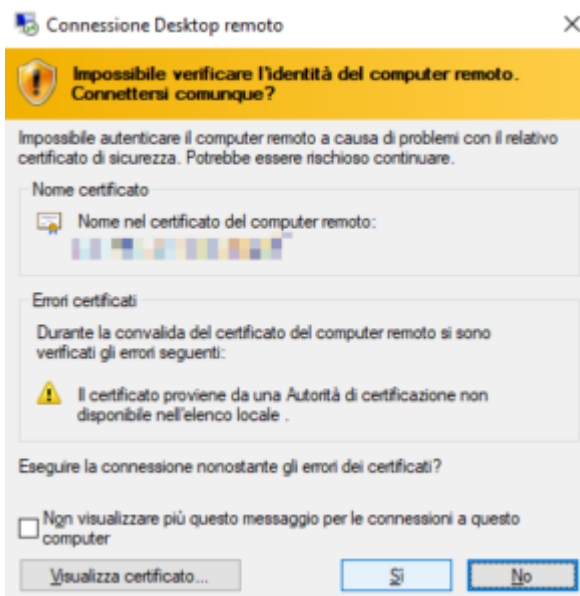 Connessione Desktop remoto
Impossibile verificare l'identità del computer remoto.
Connettersi comunque?
Impossibile autenticare il computer remoto a causa di problemi con il relativo
certificato di sicurezza. Potrebbe essere rischioso continuare.
Nome certificato
Nome nel certificato del computer remoto:
Errori certificati
Durante la convalida del certificato del computer remoto si sono
verificati gli errori seguenti:
Il certificato proviene da una Autorità di certificazione non
disponibile nell'elenco locale .
Eseguire la connessione nonostante gli errori dei certificati?
Non visualizzare più questo messaggio per le connessioni a questo
computer
Visualizza certificato...
Sì
No